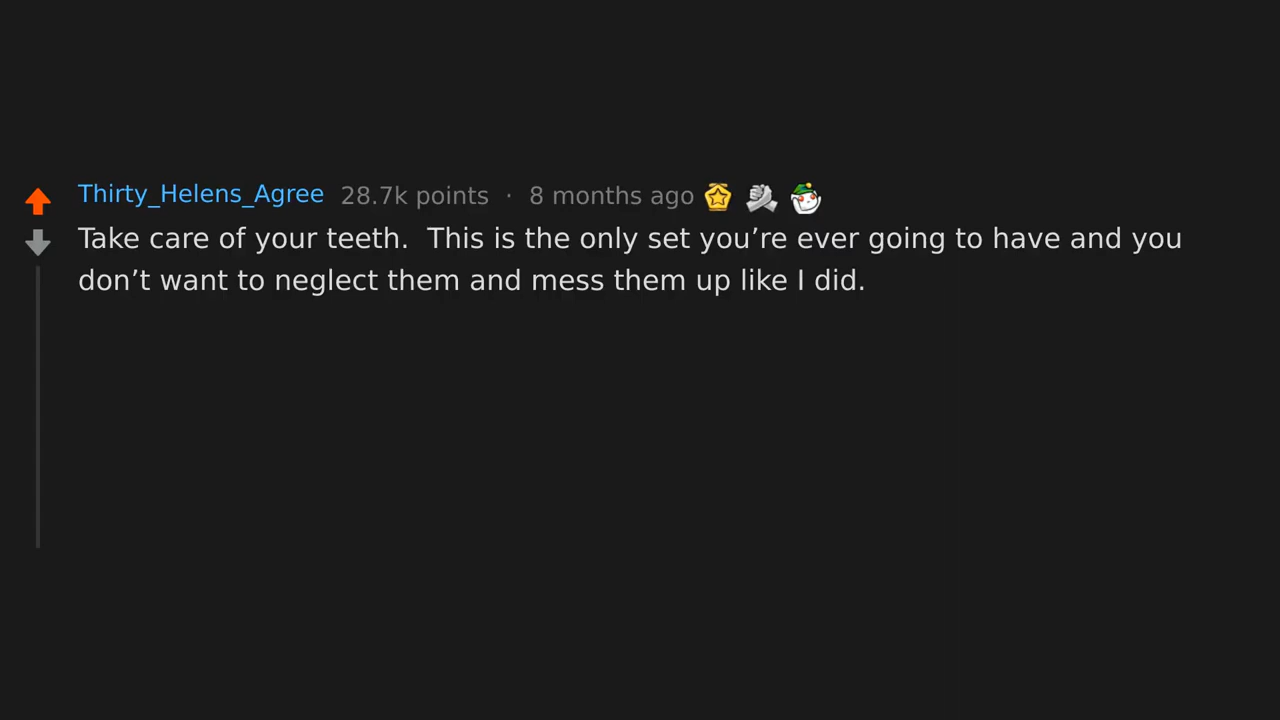 Thirty_Helens_Agree 28.7k points · 8 months ago
Take care of your teeth.  This is the only set you’re ever going to have and you
don’t want to neglect them and mess them up like I did.